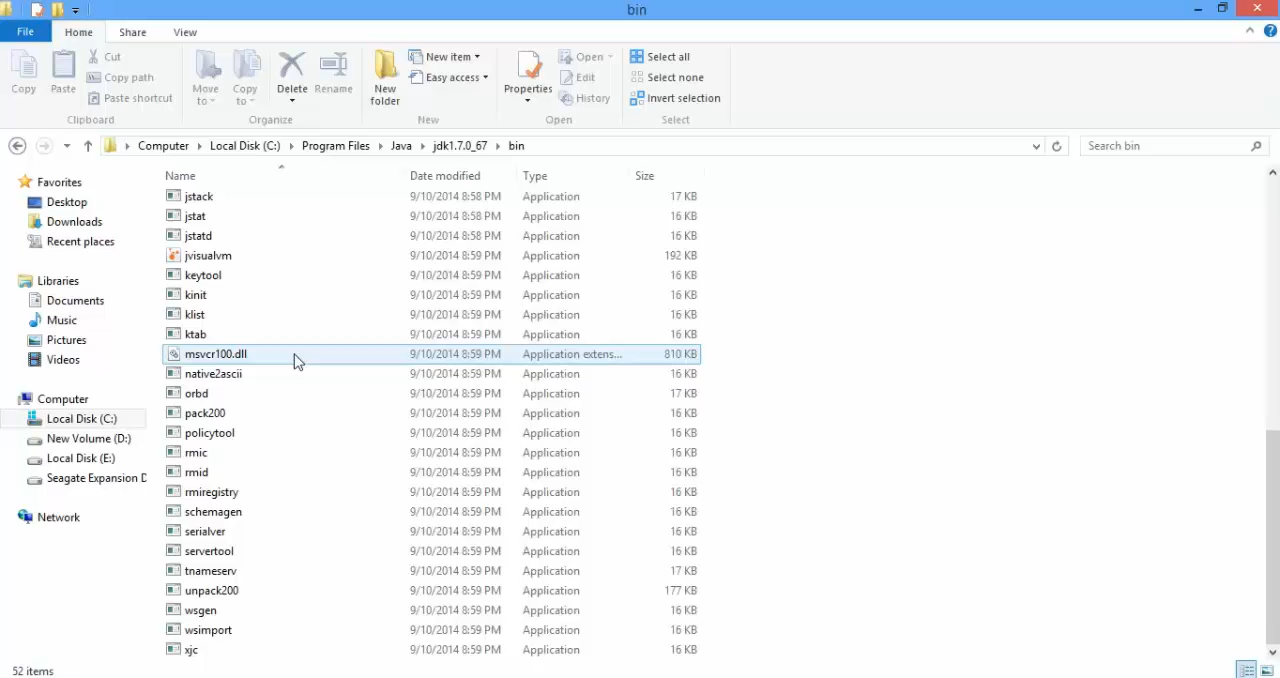 bin
File Home Share View
Copy Paste Cut Copy path Paste shortcut
Clipboard
Move to Copy to Delete Rename
Organize
New folder New item Easy access
New
Properties Open Edit History
Open
Select all Select none Invert selection
Select
Computer Local Disk (C:) Program Files Java jdk1.7.0_67 bin Search bin
Favorites
Desktop
Downloads
Recent places
Libraries
Documents
Music
Pictures
Videos
Computer
Local Disk (C:)
New Volume (D:)
Local Disk (E:)
Seagate Expansion D
Network
Name Date modified Type Size
jstack 9/10/2014 8:58 PM Application 17 KB
jstat 9/10/2014 8:58 PM Application 16 KB
jstatd 9/10/2014 8:58 PM Application 16 KB
jvisualvm 9/10/2014 8:59 PM Application 192 KB
keytool 9/10/2014 8:59 PM Application 16 KB
kinit 9/10/2014 8:59 PM Application 16 KB
klist 9/10/2014 8:59 PM Application 16 KB
ktab 9/10/2014 8:59 PM Application 16 KB
msvcr100.dll 9/10/2014 8:59 PM Application extens... 810 KB
native2ascii 9/10/2014 8:59 PM Application 16 KB
orbd 9/10/2014 8:59 PM Application 17 KB
pack200 9/10/2014 8:59 PM Application 16 KB
policytool 9/10/2014 8:59 PM Application 16 KB
rmic 9/10/2014 8:59 PM Application 16 KB
rmid 9/10/2014 8:59 PM Application 16 KB
rmiregistry 9/10/2014 8:59 PM Application 16 KB
schemagen 9/10/2014 8:59 PM Application 16 KB
serialver 9/10/2014 8:59 PM Application 16 KB
servertool 9/10/2014 8:59 PM Application 16 KB
tnameserv 9/10/2014 8:59 PM Application 17 KB
unpack200 9/10/2014 8:59 PM Application 177 KB
wsgen 9/10/2014 8:59 PM Application 16 KB
wsimport 9/10/2014 8:59 PM Application 16 KB
xjc 9/10/2014 8:59 PM Application 16 KB
52 items